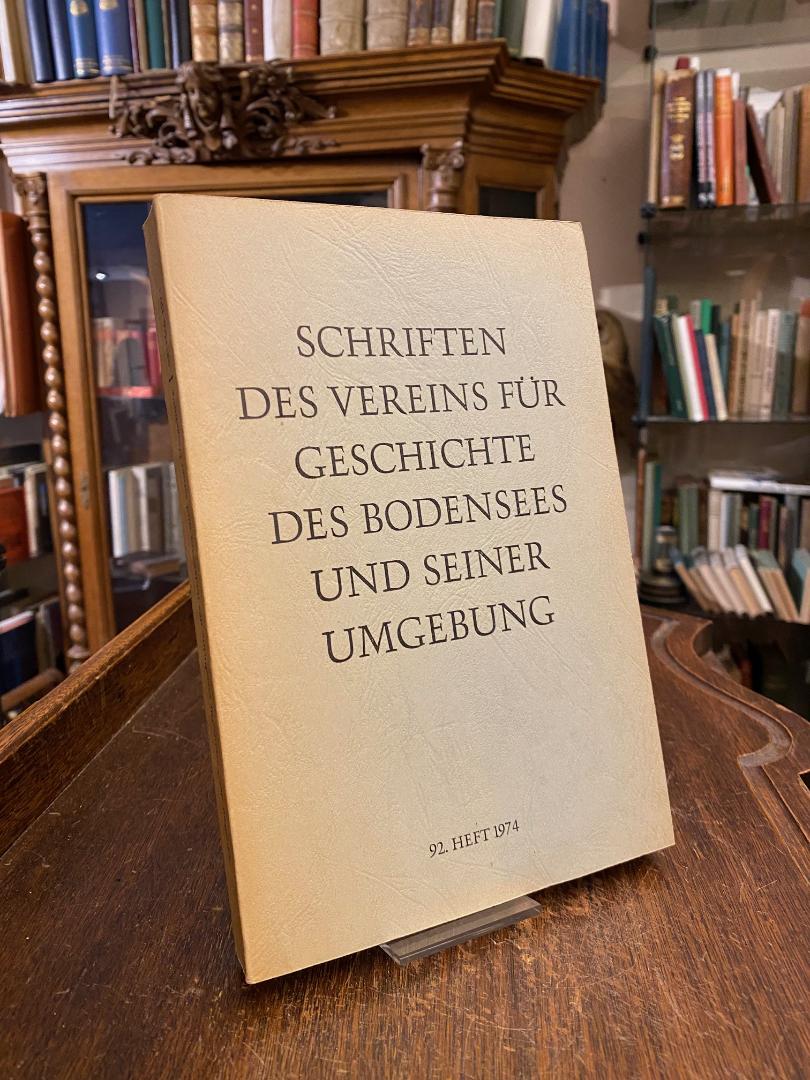 SCHRIFTEN
DES VEREINS FÜR
GESCHICHTE
DES BODENSEES
UND SEINER
UMGEBUNG
92. HEFT 1974